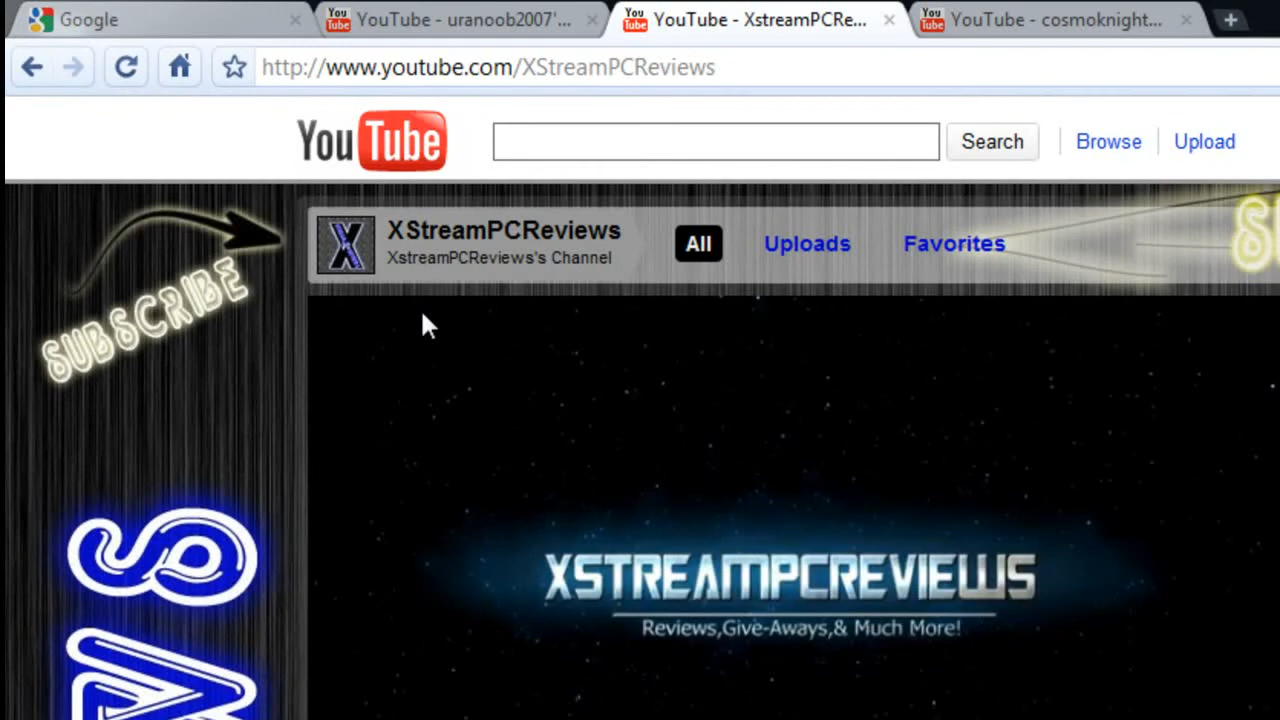 Google
YouTube - uranoob2007'...
YouTube - XstreamPCRe...
YouTube - cosmoknight...
http://www.youtube.com/XStreamPCReviews
YouTube
Search
Browse
Upload
XStreamPCReviews
XstreamPCReviews's Channel
All
Uploads
Favorites
SUBSCRIBE
XSTREAMPCREVIEWS
Reviews,Give-Aways,& Much More!